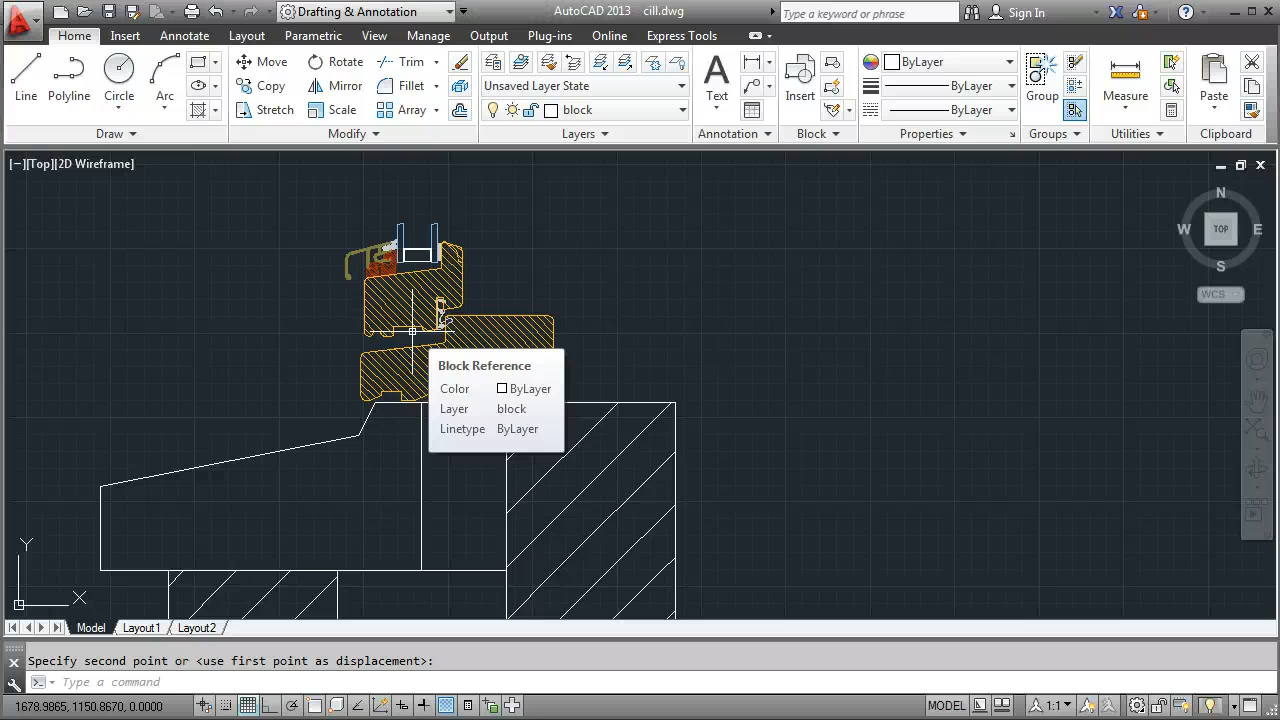 Drafting & Annotation
AutoCAD 2013 cill.dwg
Type a keyword or phrase
Sign In
Home Insert Annotate Layout Parametric View Manage Output Plug-ins Online Express Tools
Line Polyline Circle Arc
Move Rotate Trim
Copy Mirror Fillet
Stretch Scale Array
Unsaved Layer State
block
Text
Insert
ByLayer
ByLayer
ByLayer
Group
Measure
Paste
Draw Modify Layers Annotation Block Properties Groups Utilities Clipboard
[−][Top][2D Wireframe]
N
W TOP E
S
WCS
Block Reference
Color ByLayer
Layer block
Linetype ByLayer
Y
X
Model Layout1 Layout2
Specify second point or <use first point as displacement>:
Type a command
1678.9865, 1150.8670, 0.0000
MODEL
1:1